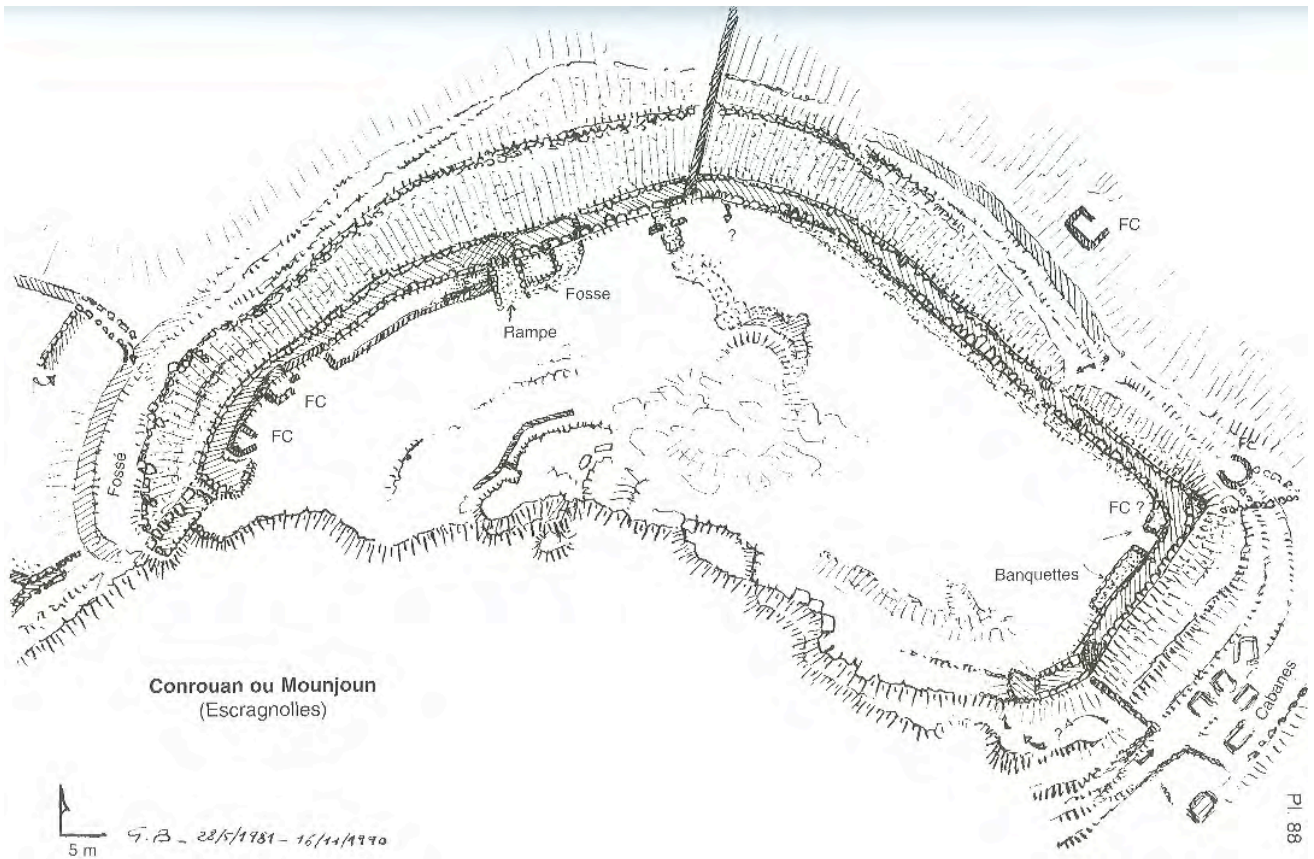 FC
?
Fosse
Rampe
FC
FC
Fossé
FC ?
Banquettes
Cabanes
?
Conrouan ou Mounjoun
(Escragnolles)
G.B - 28/5/1981 - 16/11/1990
5 m
Pl. 88